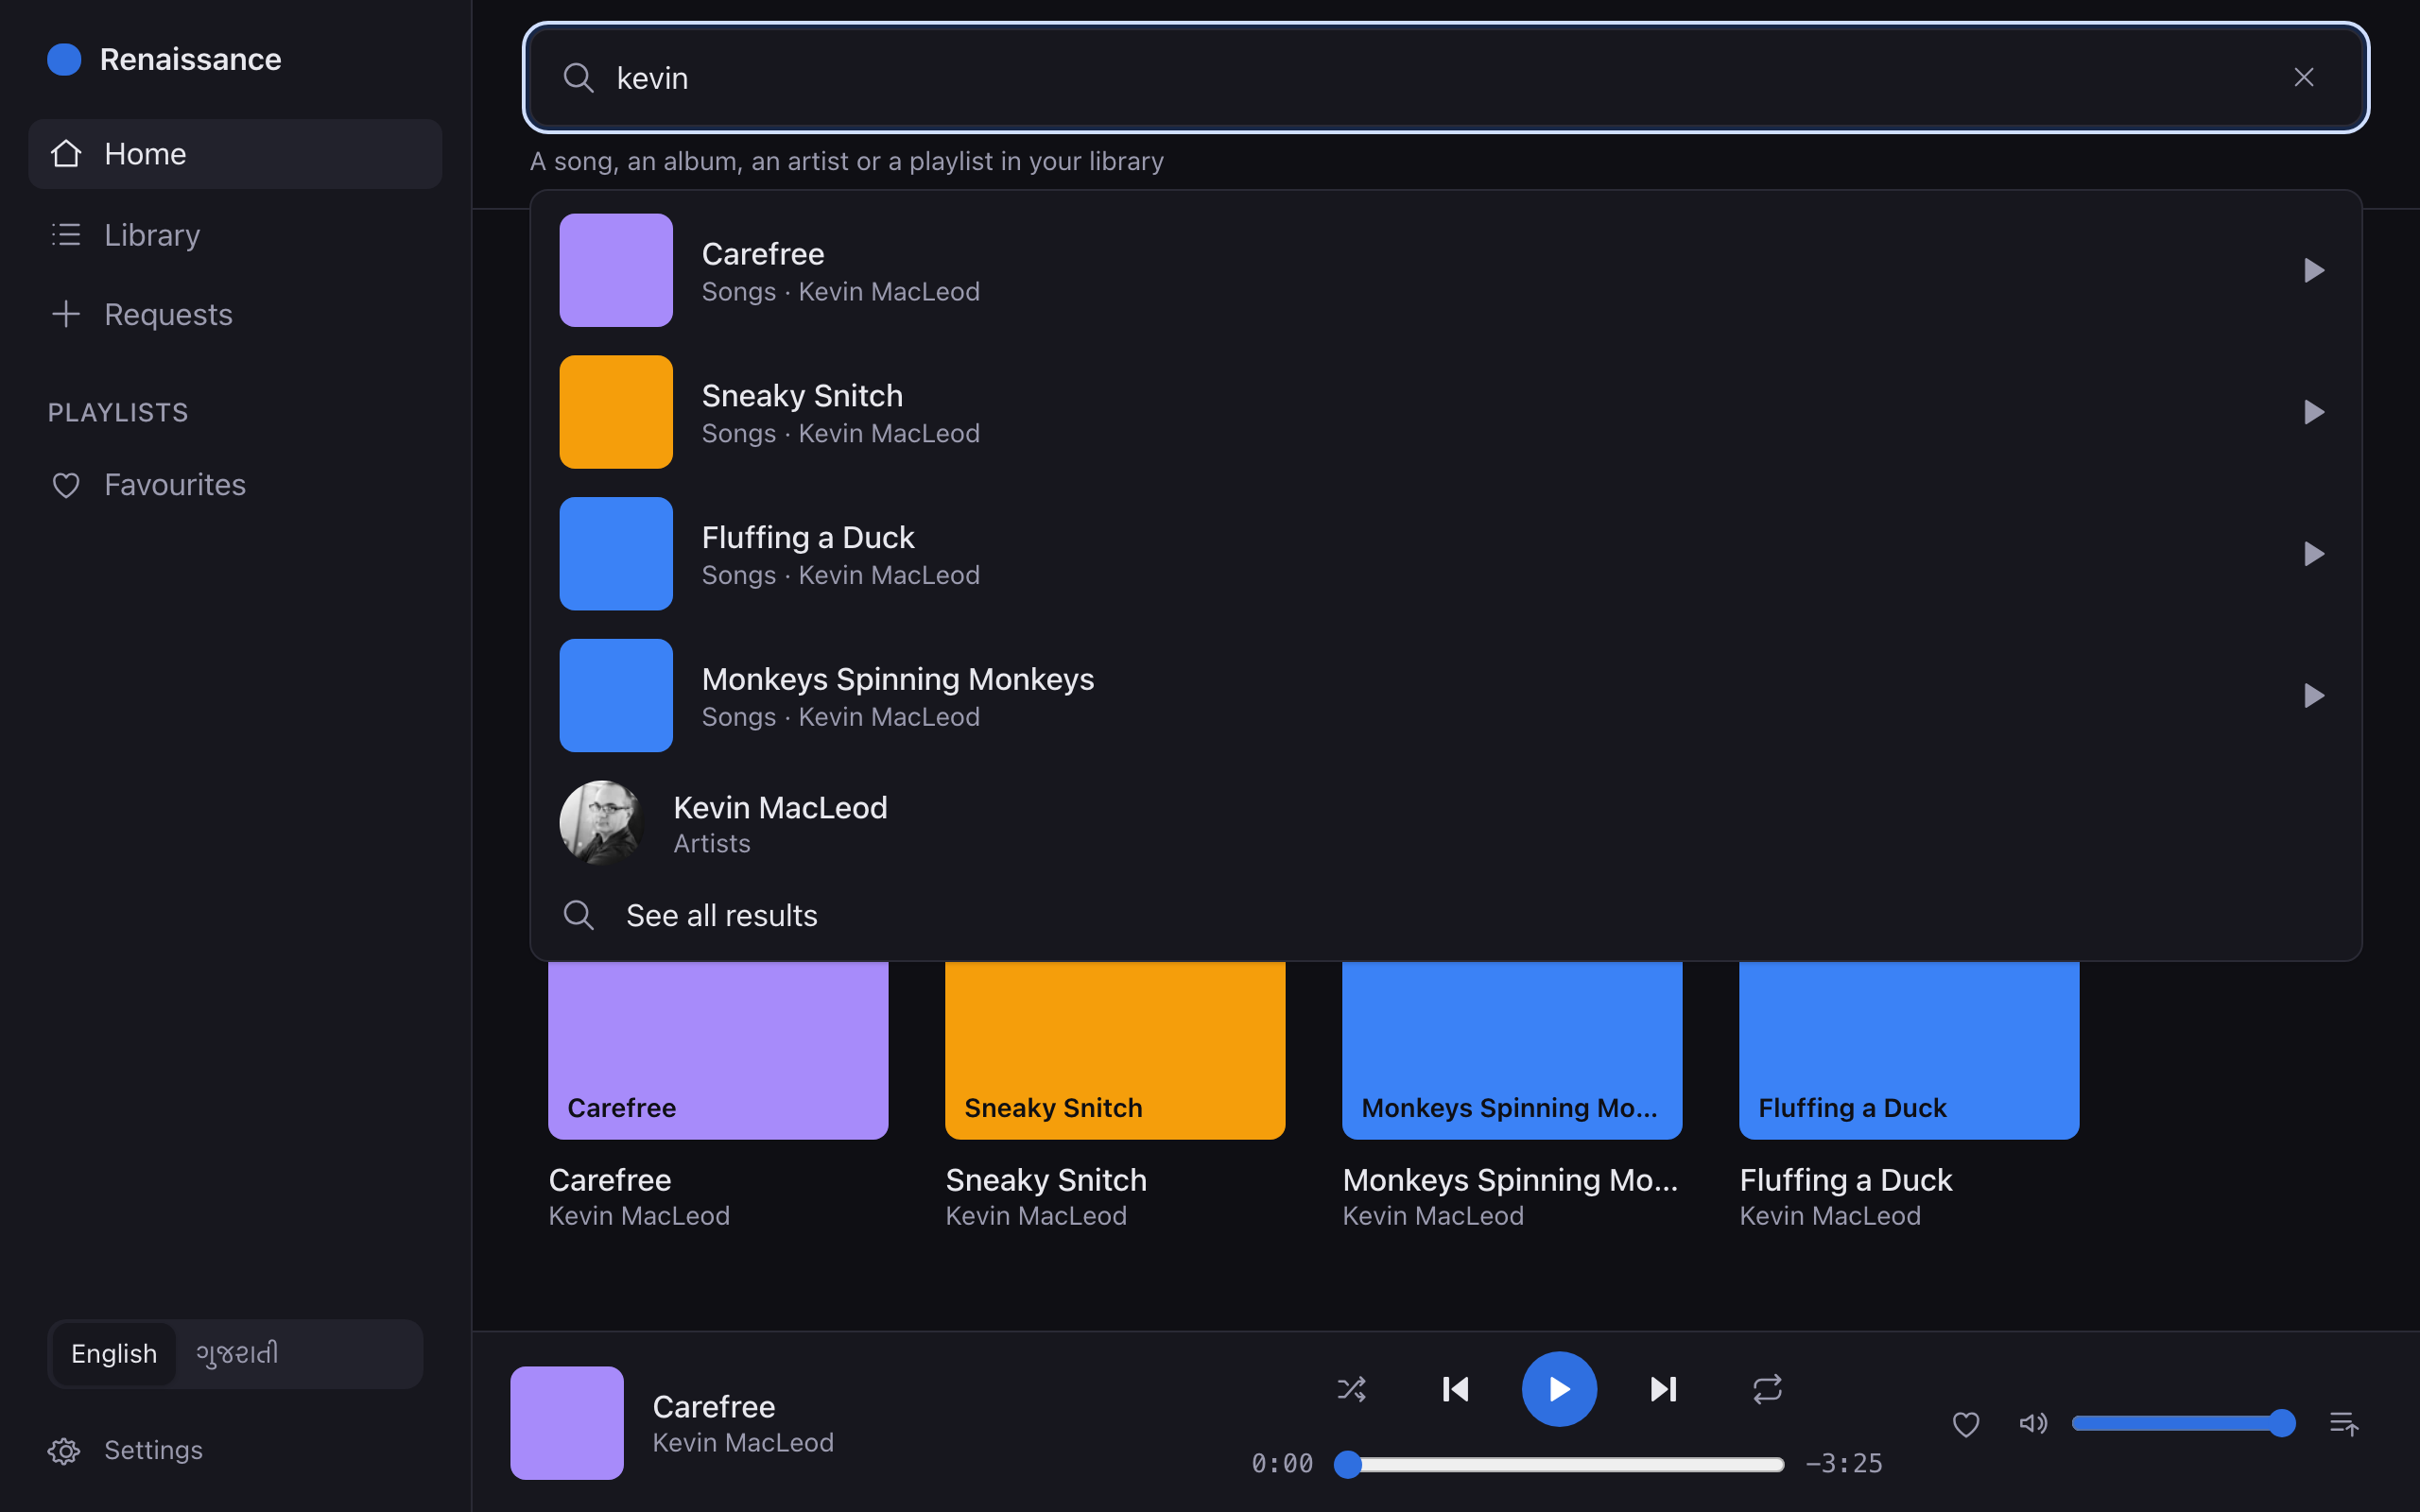 Renaissance
Home
Library
Requests
PLAYLISTS
Favourites
English
ગુજરાતી
Settings
kevin
A song, an album, an artist or a playlist in your library
Carefree
Songs · Kevin MacLeod
Sneaky Snitch
Songs · Kevin MacLeod
Fluffing a Duck
Songs · Kevin MacLeod
Monkeys Spinning Monkeys
Songs · Kevin MacLeod
Kevin MacLeod
Artists
See all results
Carefree
Sneaky Snitch
Monkeys Spinning Mo...
Fluffing a Duck
Carefree
Kevin MacLeod
Sneaky Snitch
Kevin MacLeod
Monkeys Spinning Mo...
Kevin MacLeod
Fluffing a Duck
Kevin MacLeod
Carefree
Kevin MacLeod
0:00
−3:25